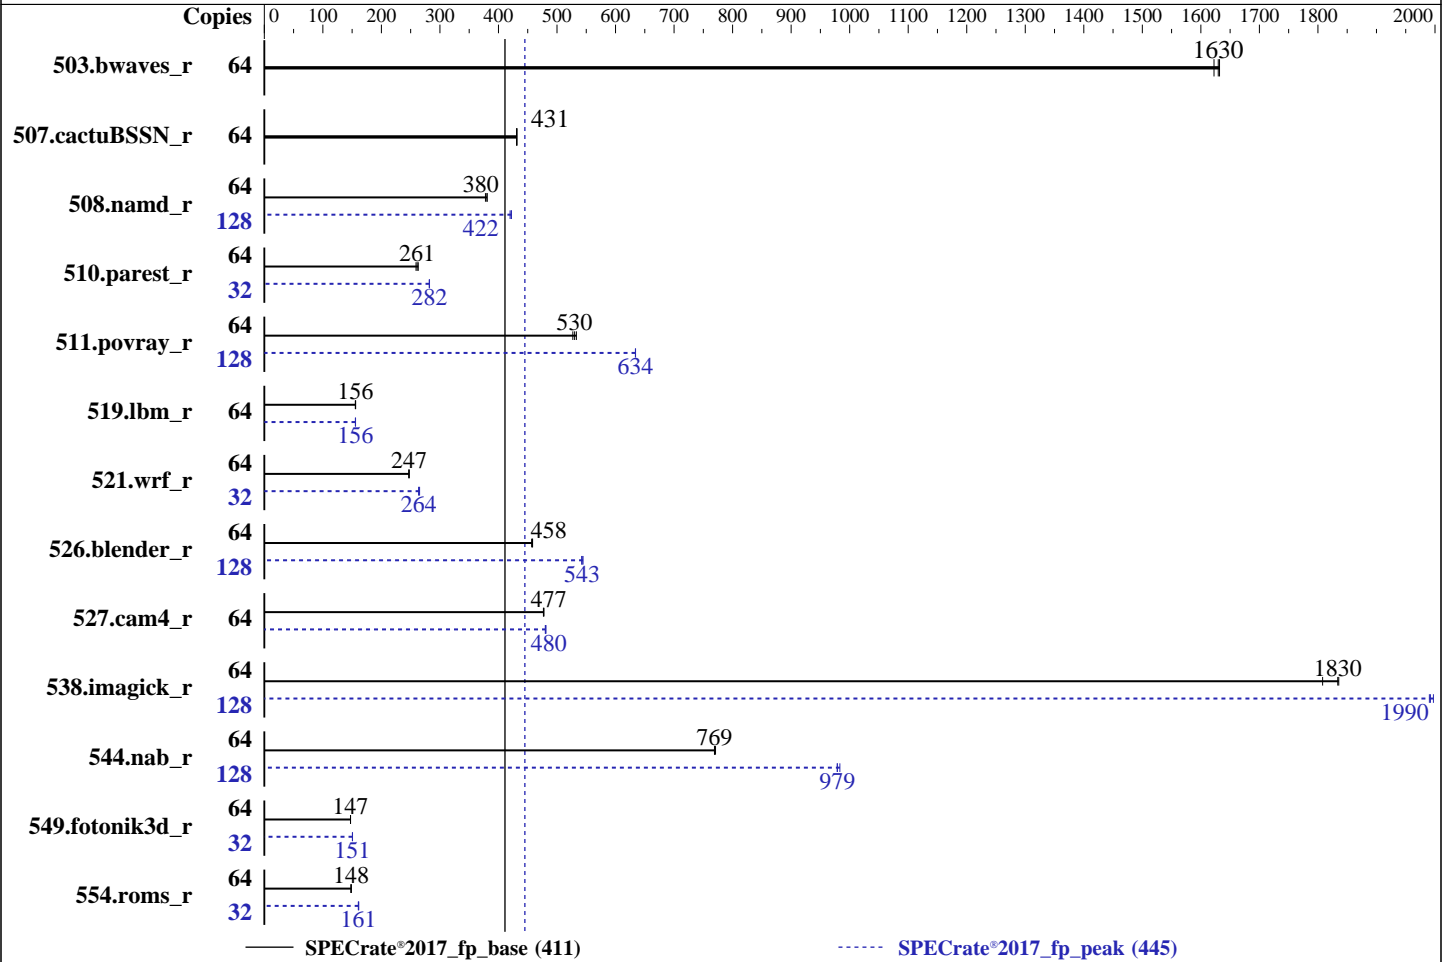 Copies 0 100 200 300 400 500 600 700 800 900 1000 1100 1200 1300 1400 1500 1600 1700 1800 2000
503.bwaves_r 64 1630
507.cactuBSSN_r 64 431
508.namd_r 64 380
128 422
510.parest_r 64 261
32 282
511.povray_r 64 530
128 634
519.lbm_r 64 156
156
521.wrf_r 64 247
32 264
526.blender_r 64 458
128 543
527.cam4_r 64 477
480
538.imagick_r 64 1830
128 1990
544.nab_r 64 769
128 979
549.fotonik3d_r 64 147
32 151
554.roms_r 64 148
32 161
SPECrate®2017_fp_base (411) SPECrate®2017_fp_peak (445)